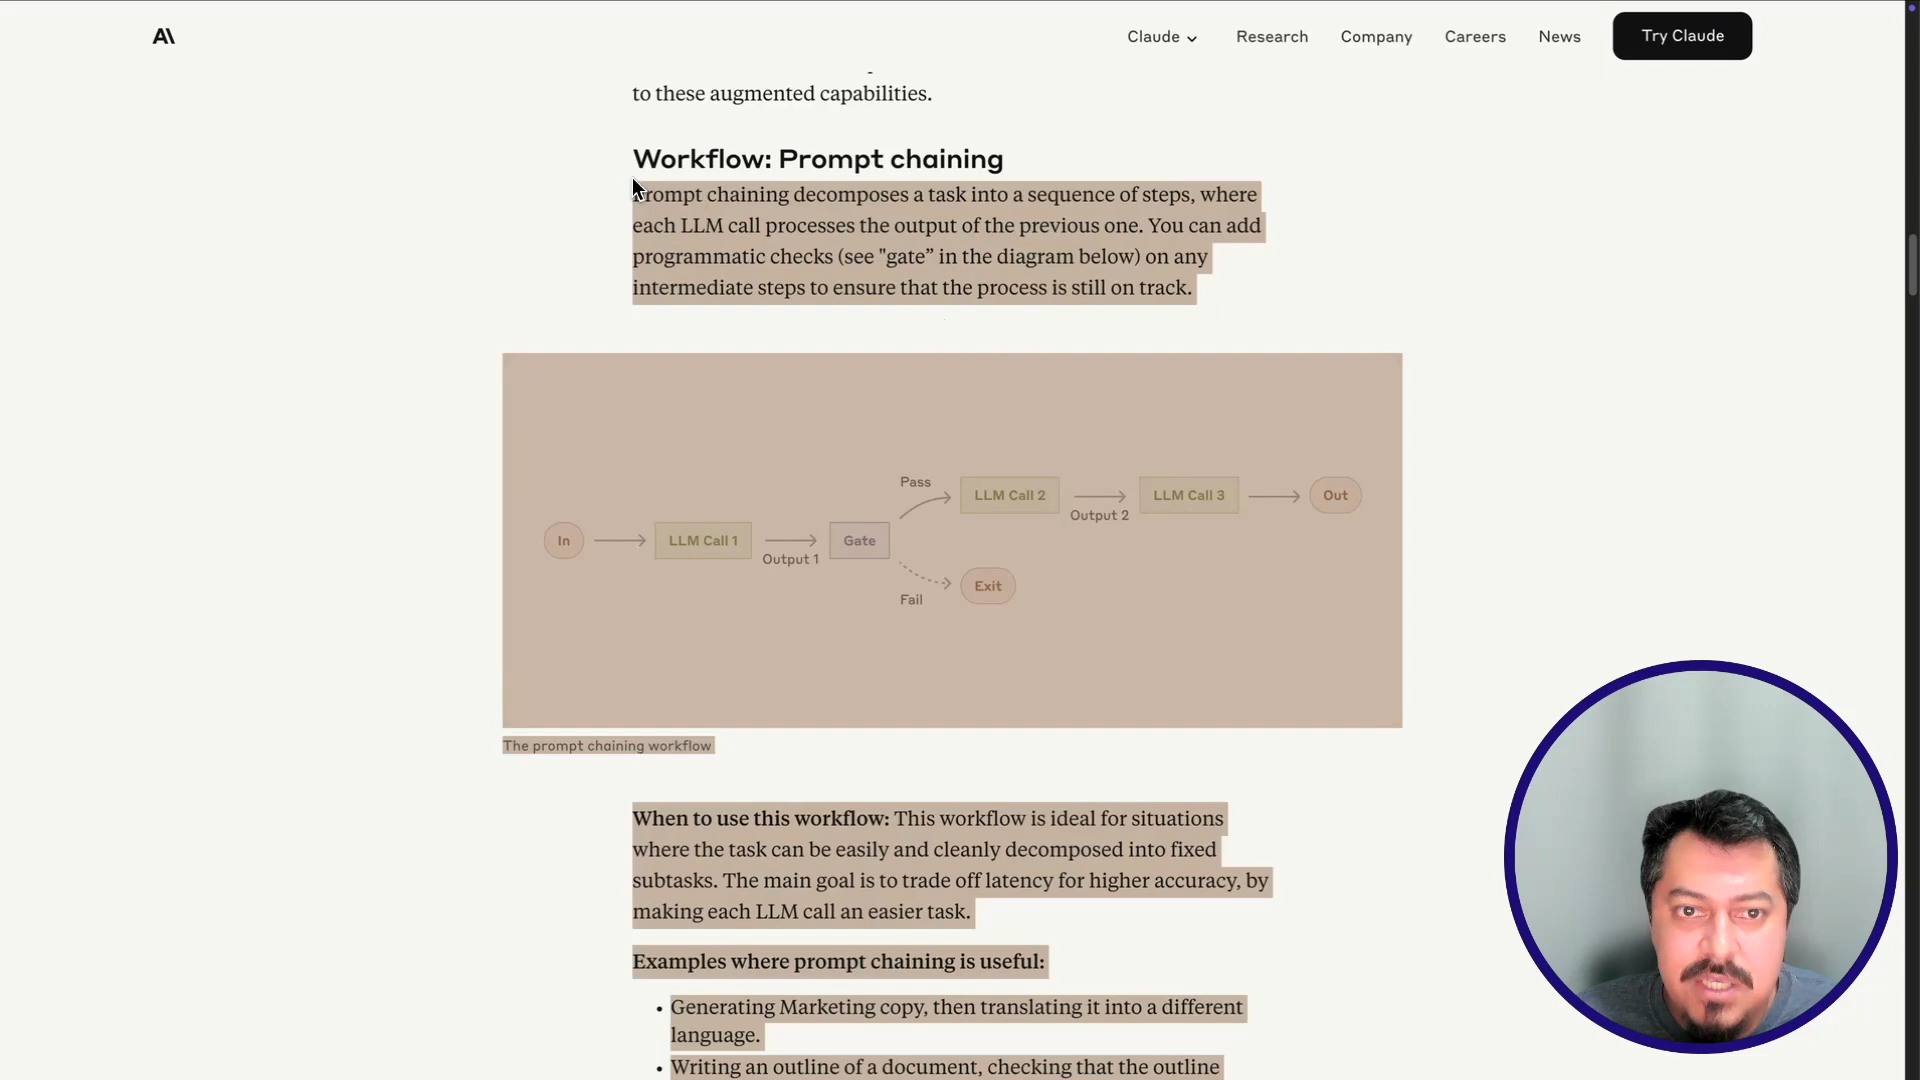 A\
Claude
Research
Company
Careers
News
Try Claude
to these augmented capabilities.
Workflow: Prompt chaining
Prompt chaining decomposes a task into a sequence of steps, where
each LLM call processes the output of the previous one. You can add
programmatic checks (see "gate” in the diagram below) on any
intermediate steps to ensure that the process is still on track.
Pass
LLM Call 2
LLM Call 3
Out
Output 2
In
LLM Call 1
Gate
Output 1
Exit
Fail
The prompt chaining workflow
When to use this workflow: This workflow is ideal for situations
where the task can be easily and cleanly decomposed into fixed
subtasks. The main goal is to trade off latency for higher accuracy, by
making each LLM call an easier task.
Examples where prompt chaining is useful:
• Generating Marketing copy, then translating it into a different
language.
• Writing an outline of a document, checking that the outline